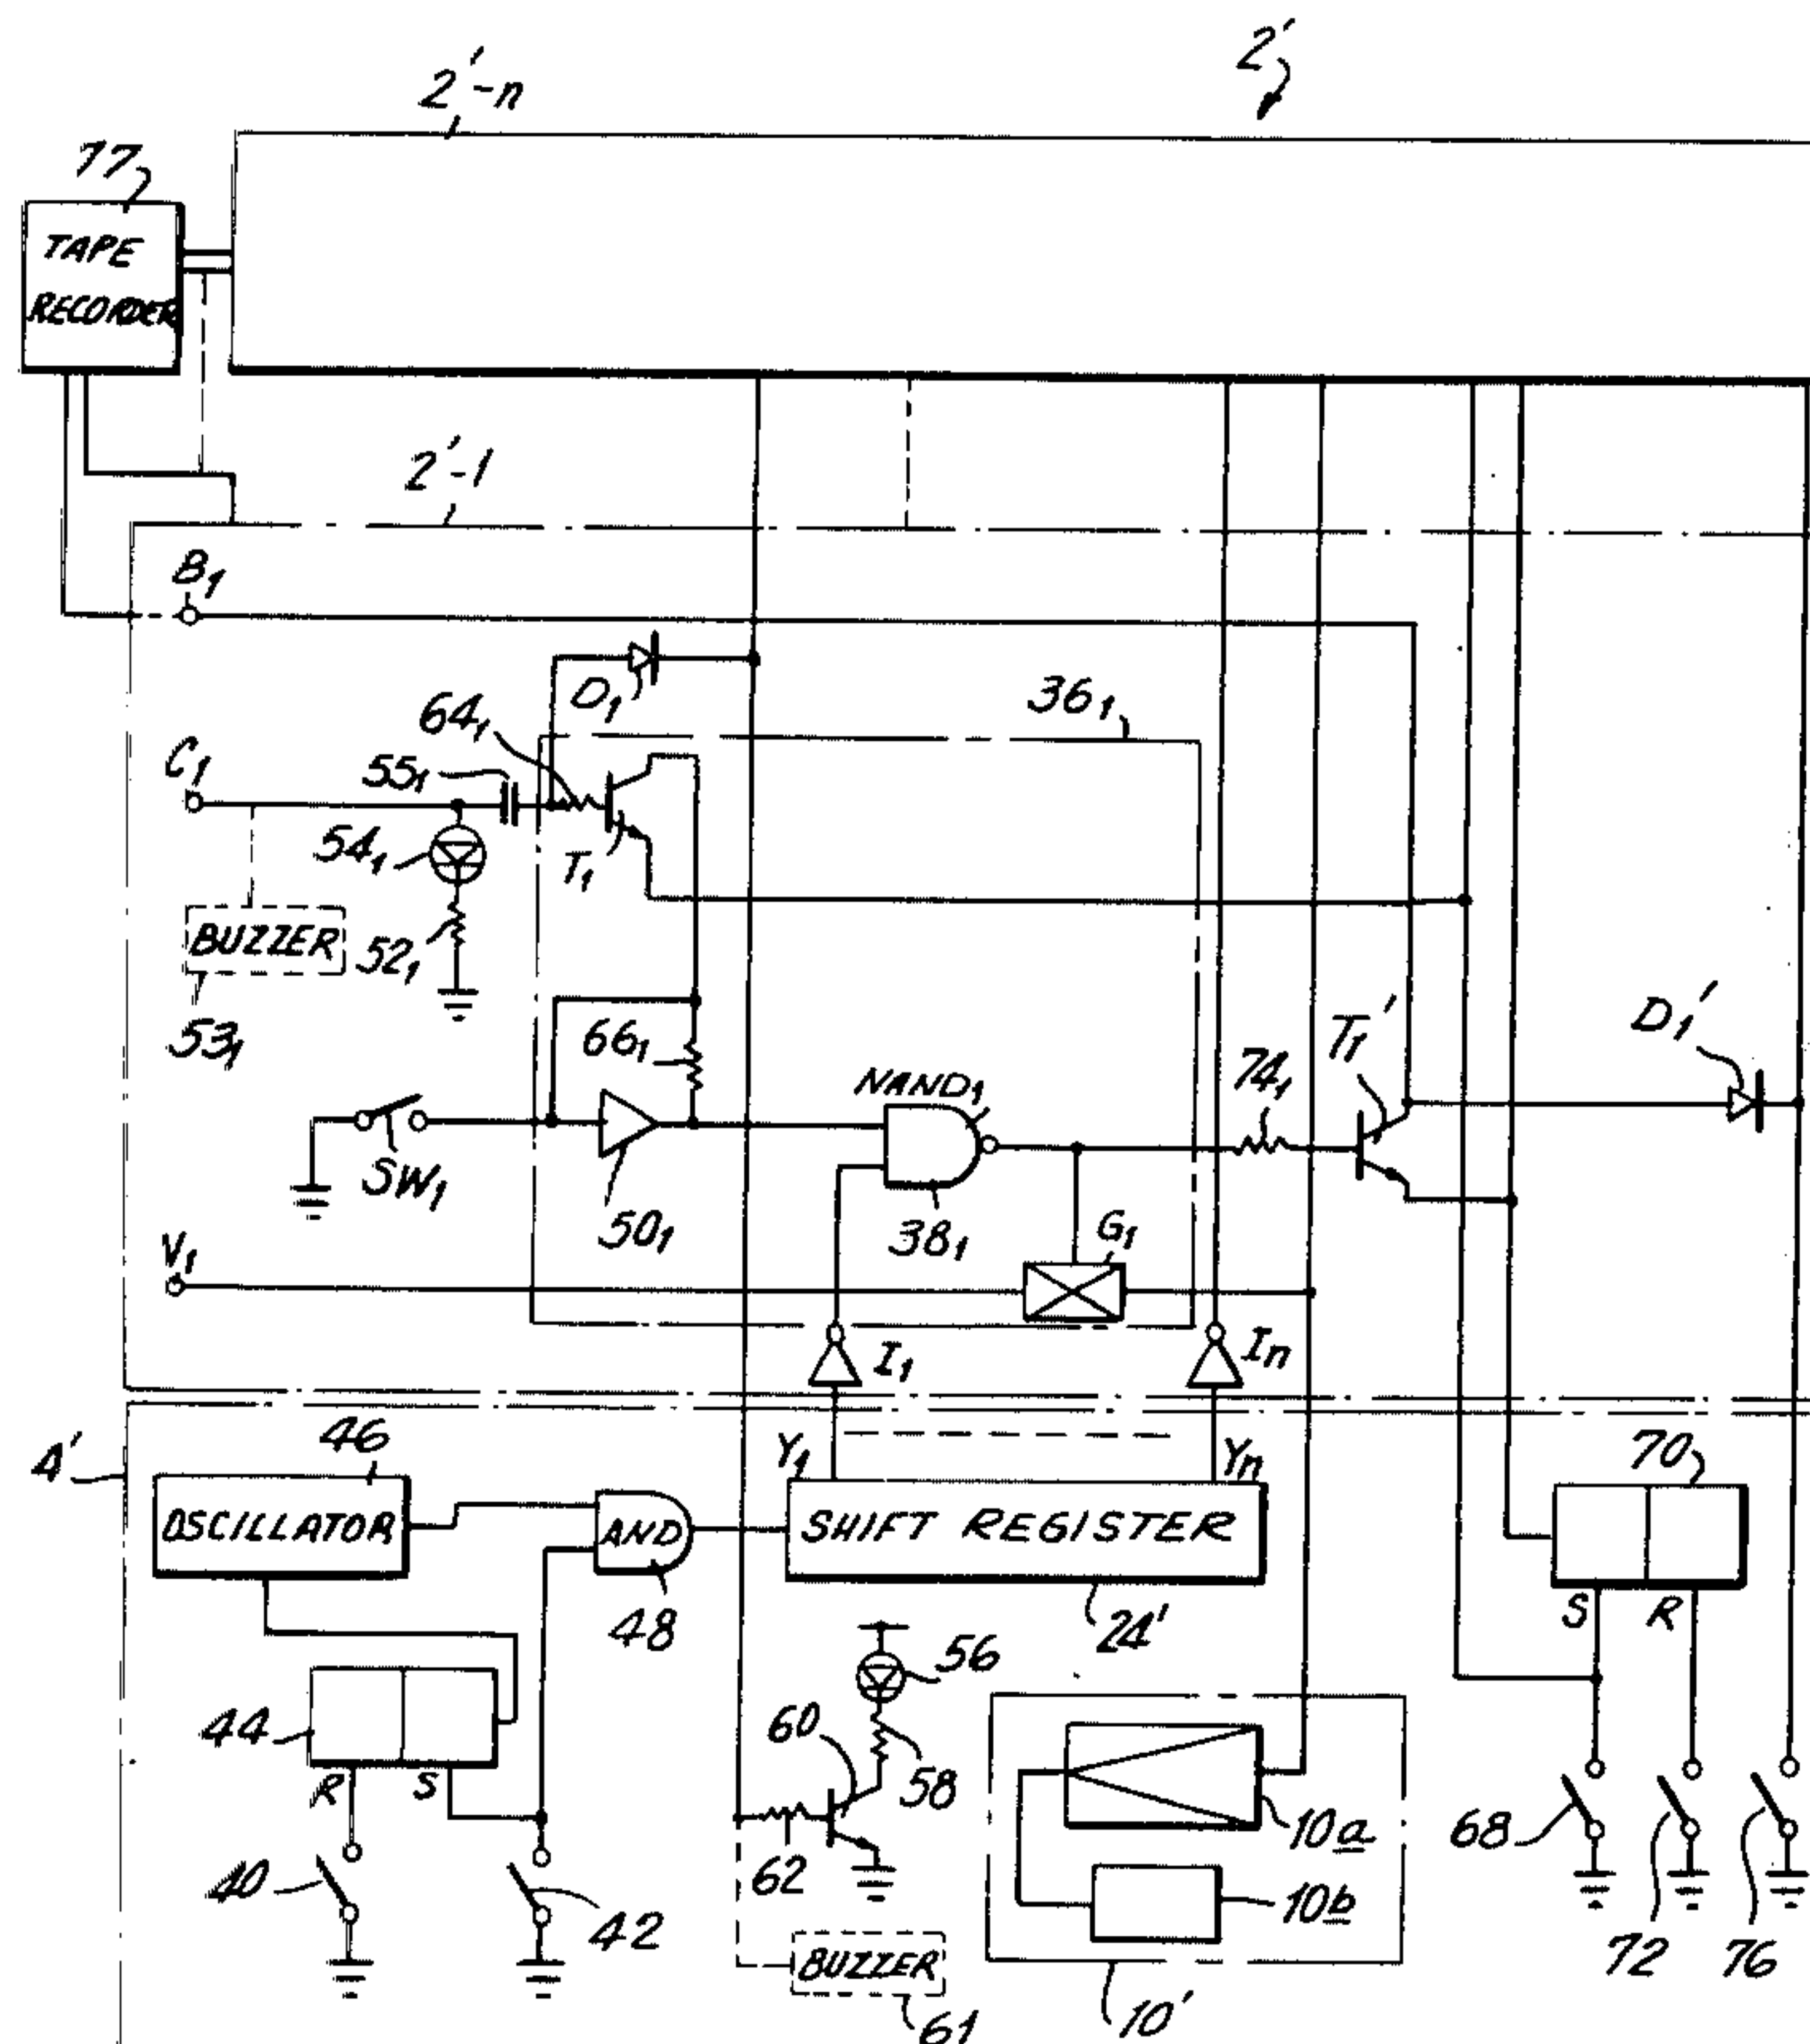 2'
2'-n
77
TAPE
RECORDER
2'-1
B₁
D₁
36₁
64₁
C₁
55₁
54₁
T₁
BUZZER
52₁
53₁
66₁
NAND₁
74₁
T₁'
D₁'
SW₁
50₁
38₁
G₁
V₁
I₁
In
4'
46
Y₁
Yn
70
OSCILLATOR
AND
SHIFT REGISTER
S
R
48
24'
56
44
60
R
S
58
10a
68
40
42
62
10b
72
76
BUZZER
61
10'